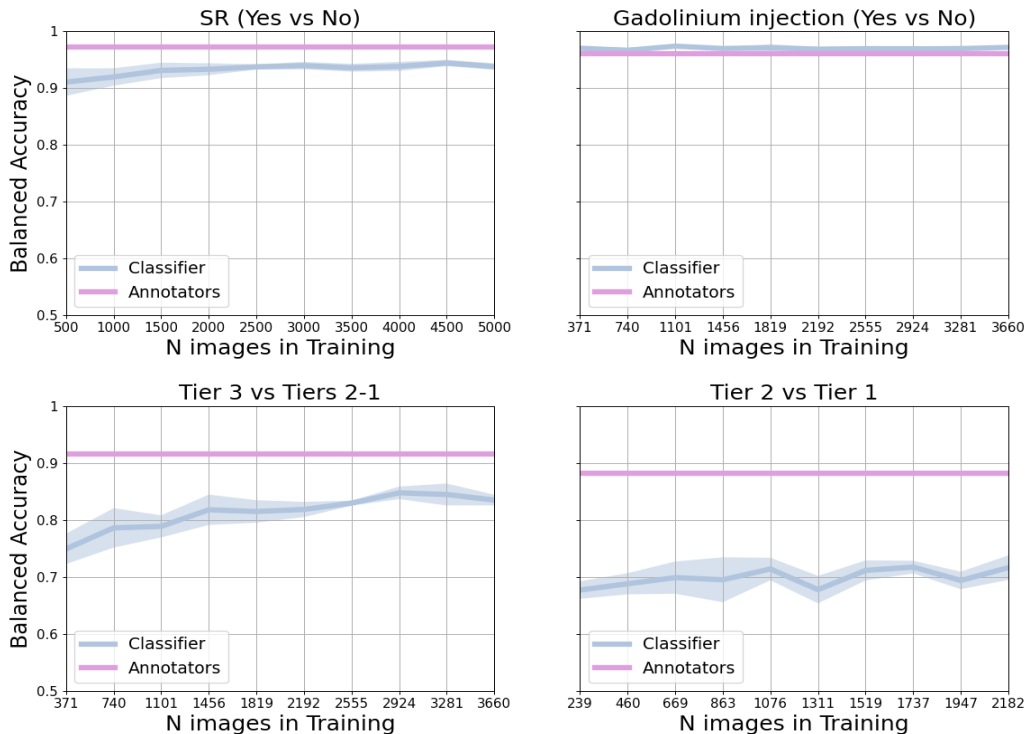 SR (Yes vs No)
Balanced Accuracy
1
0.9
0.8
0.7
0.6
0.5
Classifier
Annotators
500 1000 1500 2000 2500 3000 3500 4000 4500 5000
N images in Training
Gadolinium injection (Yes vs No)
Classifier
Annotators
371 740 1101 1456 1819 2192 2555 2924 3281 3660
N images in Training
Tier 3 vs Tiers 2-1
Balanced Accuracy
1
0.9
0.8
0.7
0.6
0.5
Classifier
Annotators
371 740 1101 1456 1819 2192 2555 2924 3281 3660
N images in Training
Tier 2 vs Tier 1
Classifier
Annotators
239 460 669 863 1076 1311 1519 1737 1947 2182
N images in Training